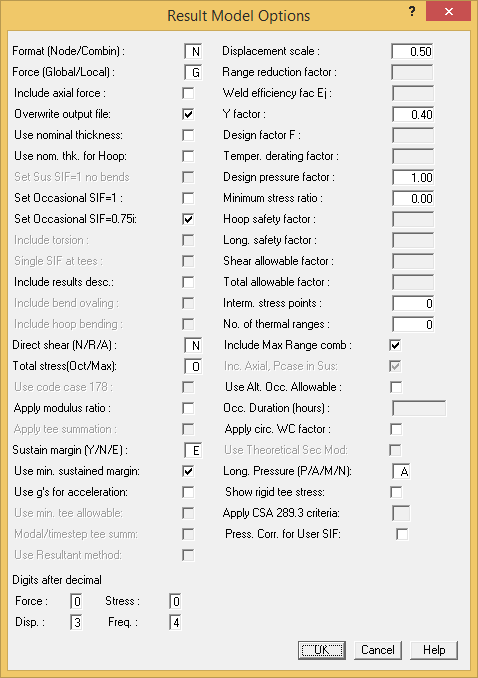 Result Model Options ? ×
Format (Node/Combin) : N
Force (Global/Local) : G
Include axial force :
Overwrite output file:
Use nominal thickness:
Use nom. thk. for Hoop:
Set Sus SIF=1 no bends
Set Occasional SIF=1 :
Set Occasional SIF=0.75i:
Include torsion :
Single SIF at tees :
Include results desc.:
Include bend ovaling :
Include hoop bending :
Direct shear (N/R/A) : N
Total stress(Oct/Max): O
Use code case 178 :
Apply modulus ratio :
Apply tee summation :
Sustain margin (Y/N/E) : E
Use min. sustained margin:
Use g's for acceleration:
Use min. tee allowable:
Modal/timestep tee summ:
Use Resultant method:
Displacement scale : 0.50
Range reduction factor :
Weld efficiency fac Ej :
Y factor : 0.40
Design factor F :
Temper. derating factor :
Design pressure factor : 1.00
Minimum stress ratio : 0.00
Hoop safety factor :
Long. safety factor :
Shear allowable factor :
Total allowable factor :
Interm. stress points : 0
No. of thermal ranges : 0
Include Max Range comb :
Inc. Axial, Pcase in Sus:
Use Alt. Occ. Allowable :
Occ. Duration (hours) :
Apply circ. WC factor :
Use Theoretical Sec Mod:
Long. Pressure (P/A/M/N): A
Show rigid tee stress:
Apply CSA 289.3 criteria:
Press. Corr. for User SIF:
Digits after decimal
Force : 0 Stress : 0
Disp. : 3 Freq. : 4
OK Cancel Help